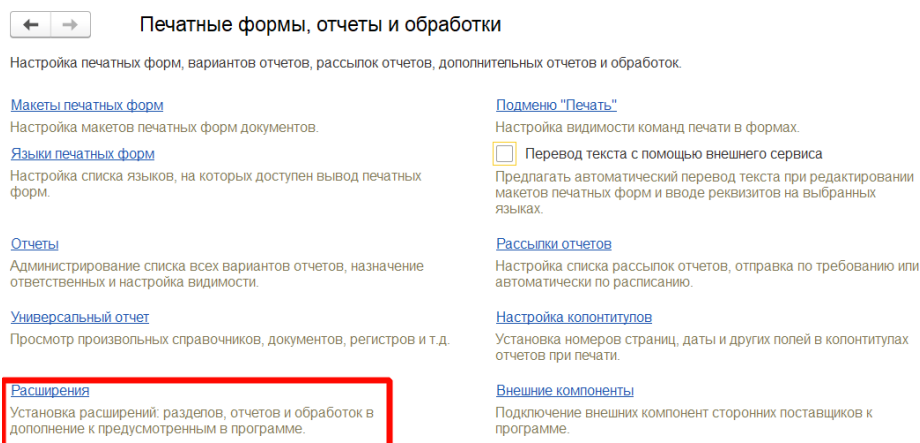 Печатные формы, отчеты и обработки
Настройка печатных форм, вариантов отчетов, рассылок отчетов, дополнительных отчетов и обработок.
Макеты печатных форм
Настройка макетов печатных форм документов.
Языки печатных форм
Настройка списка языков, на которых доступен вывод печатных
форм.
Отчеты
Администрирование списка всех вариантов отчетов, назначение
ответственных и настройка видимости.
Универсальный отчет
Просмотр произвольных справочников, документов, регистров и т.д.
Расширения
Установка расширений: разделов, отчетов и обработок в
дополнение к предусмотренным в программе.
Подменю "Печать"
Настройка видимости команд печати в формах.
Перевод текста с помощью внешнего сервиса
Предлагать автоматический перевод текста при редактировании
макетов печатных форм и вводе реквизитов на выбранных
языках.
Рассылки отчетов
Настройка списка рассылок отчетов, отправка по требованию или
автоматически по расписанию.
Настройка колонтитулов
Установка номеров страниц, даты и других полей в колонтитулах
отчетов при печати.
Внешние компоненты
Подключение внешних компонент сторонних поставщиков к
программе.